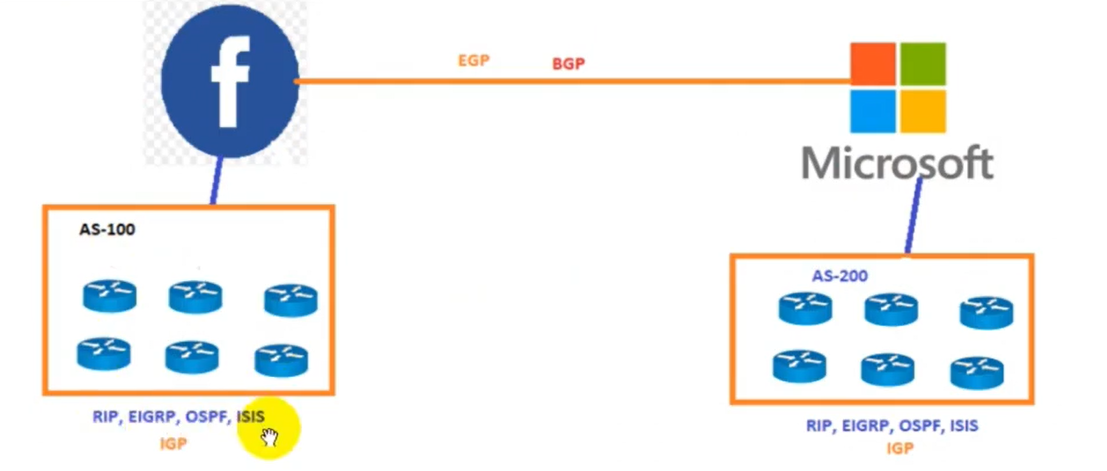 EGP BGP
Microsoft
AS-100
AS-200
RIP, EIGRP, OSPF, ISIS
IGP
RIP, EIGRP, OSPF, ISIS
IGP